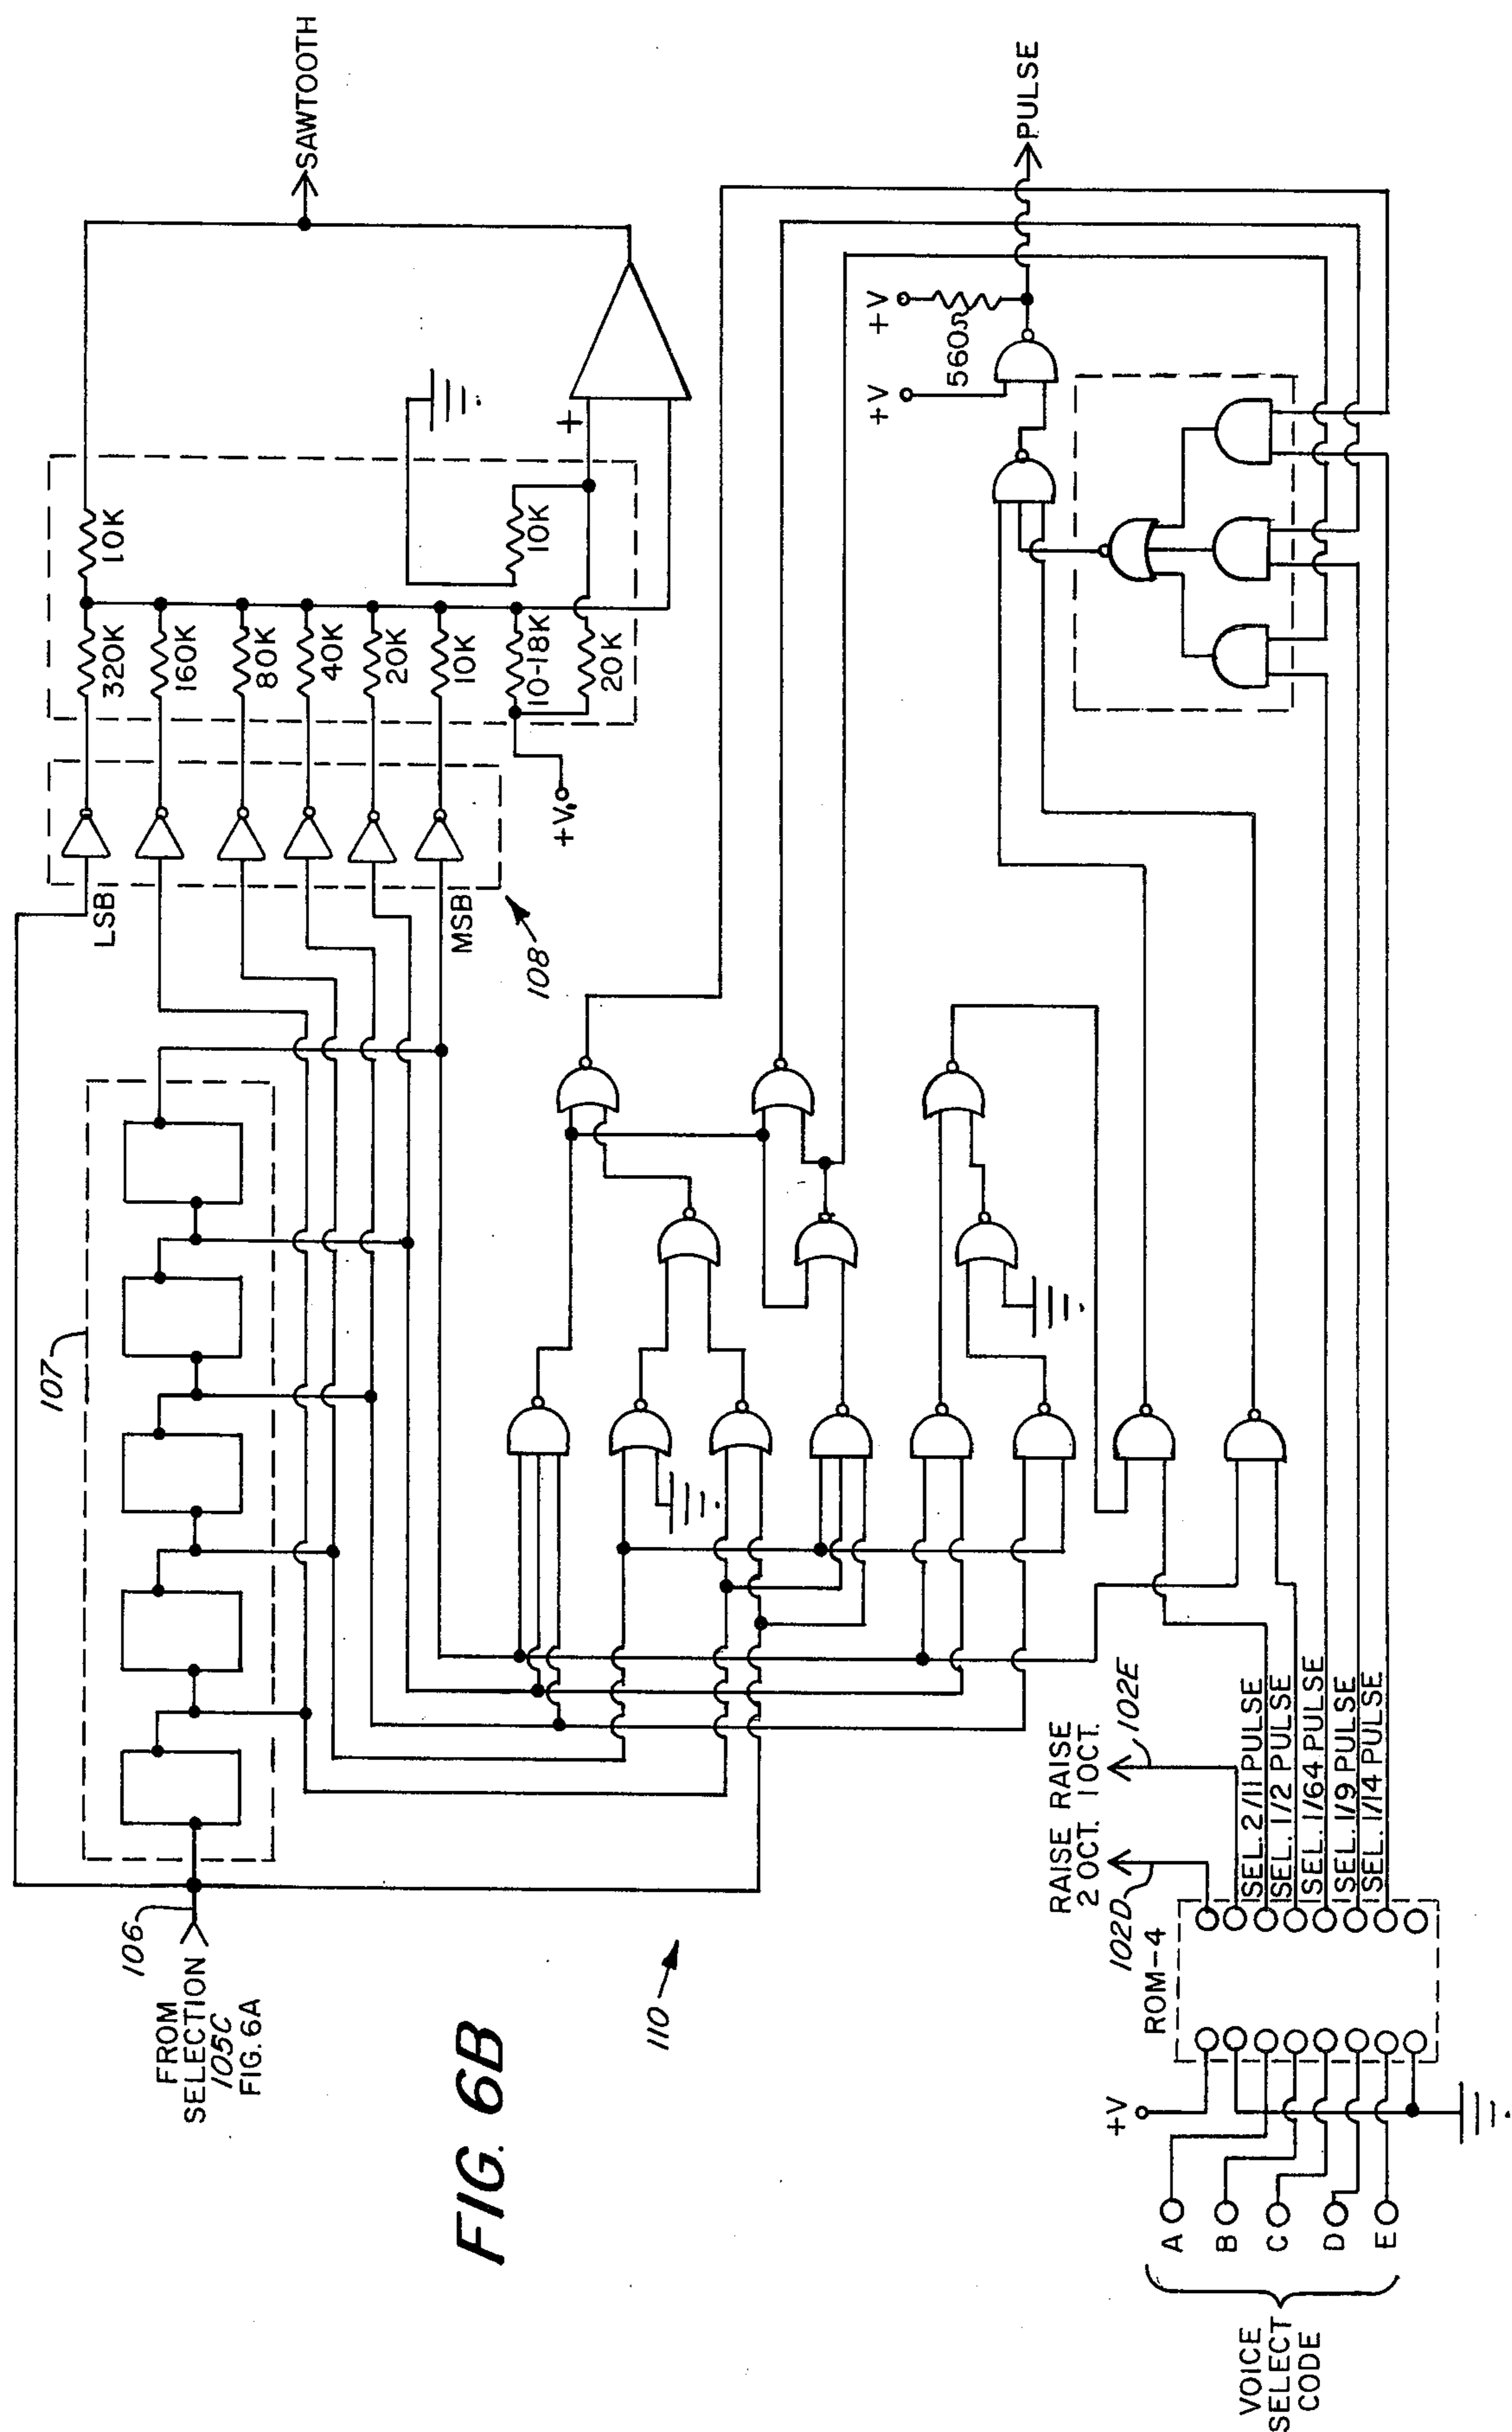 FIG. 6B
106
FROM
SELECTION
105C
FIG. 6A
107
LSB
MSB
108
320K
160K
80K
40K
20K
10K
10-18K
20K
10K
10K
+V
+
SAWTOOTH
110
VOICE
SELECT
CODE
A
B
C
D
E
+V
ROM-4
102D
RAISE RAISE
2 OCT. 1 OCT.
102E
SEL. 2/11 PULSE
SEL. 1/2 PULSE
SEL. 1/64 PULSE
SEL. 1/9 PULSE
SEL. 1/14 PULSE
+V
+V
560Ω
PULSE